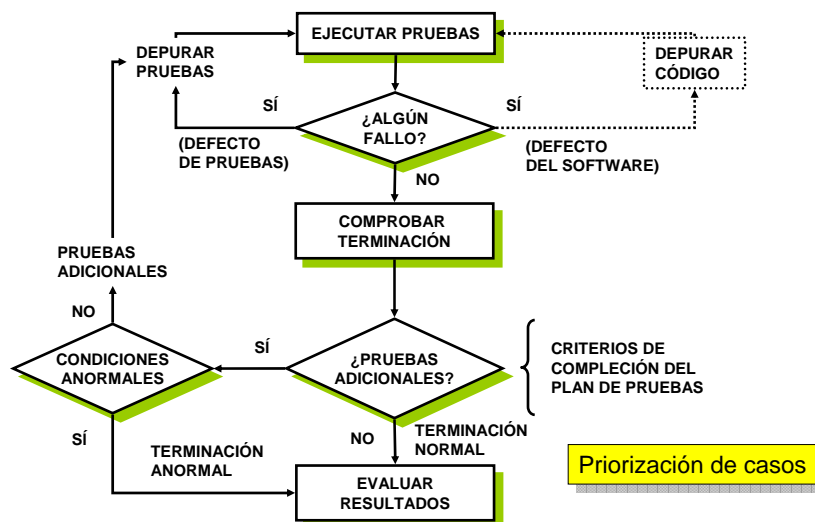 EJECUTAR PRUEBAS
DEPURAR
PRUEBAS
DEPURAR
CÓDIGO
SÍ
¿ALGÚN
FALLO?
SÍ
(DEFECTO
DE PRUEBAS)
(DEFECTO
DEL SOFTWARE)
NO
COMPROBAR
TERMINACIÓN
PRUEBAS
ADICIONALES
NO
CONDICIONES
ANORMALES
SÍ
¿PRUEBAS
ADICIONALES?
CRITERIOS DE
COMPLECIÓN DEL
PLAN DE PRUEBAS
SÍ
TERMINACIÓN
ANORMAL
NO
TERMINACIÓN
NORMAL
EVALUAR
RESULTADOS
Priorización de casos